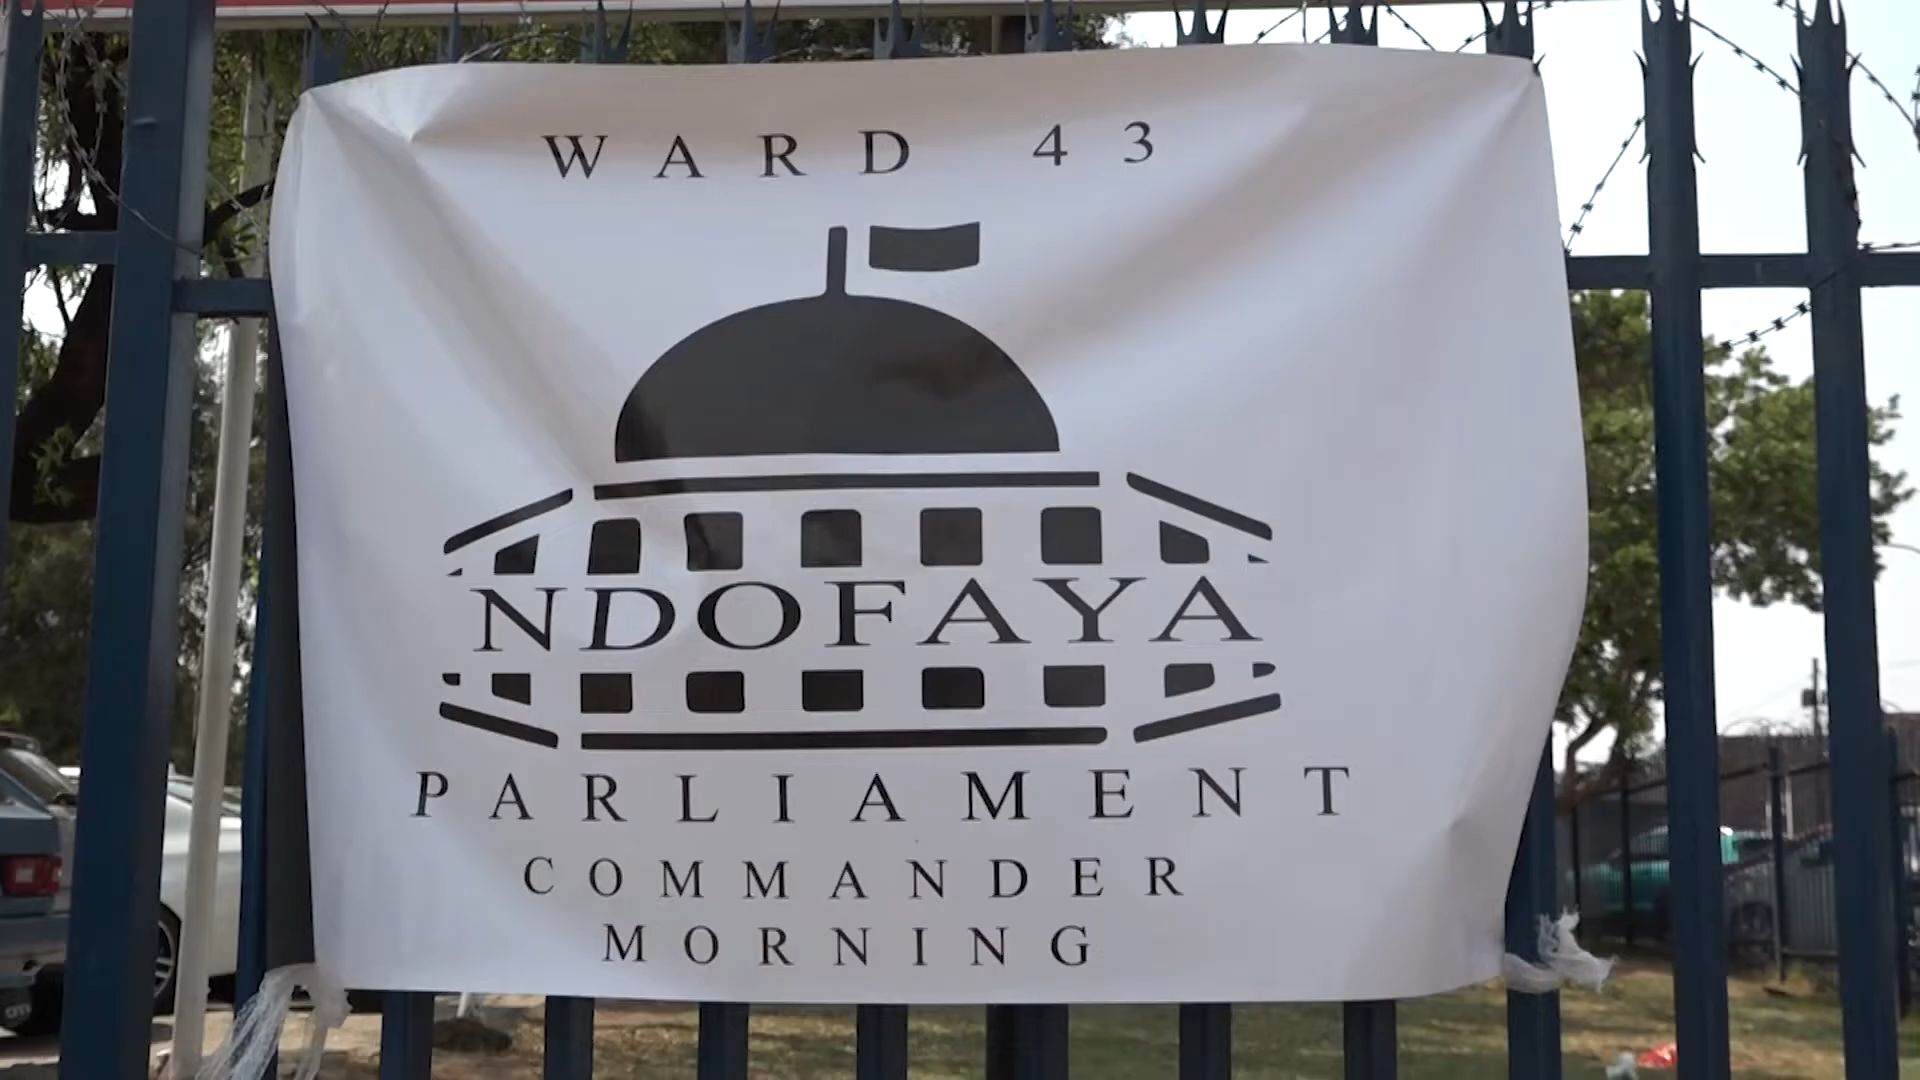 WARD 43
NDOFAYA
PARLIAMENT
COMMANDER
MORNING